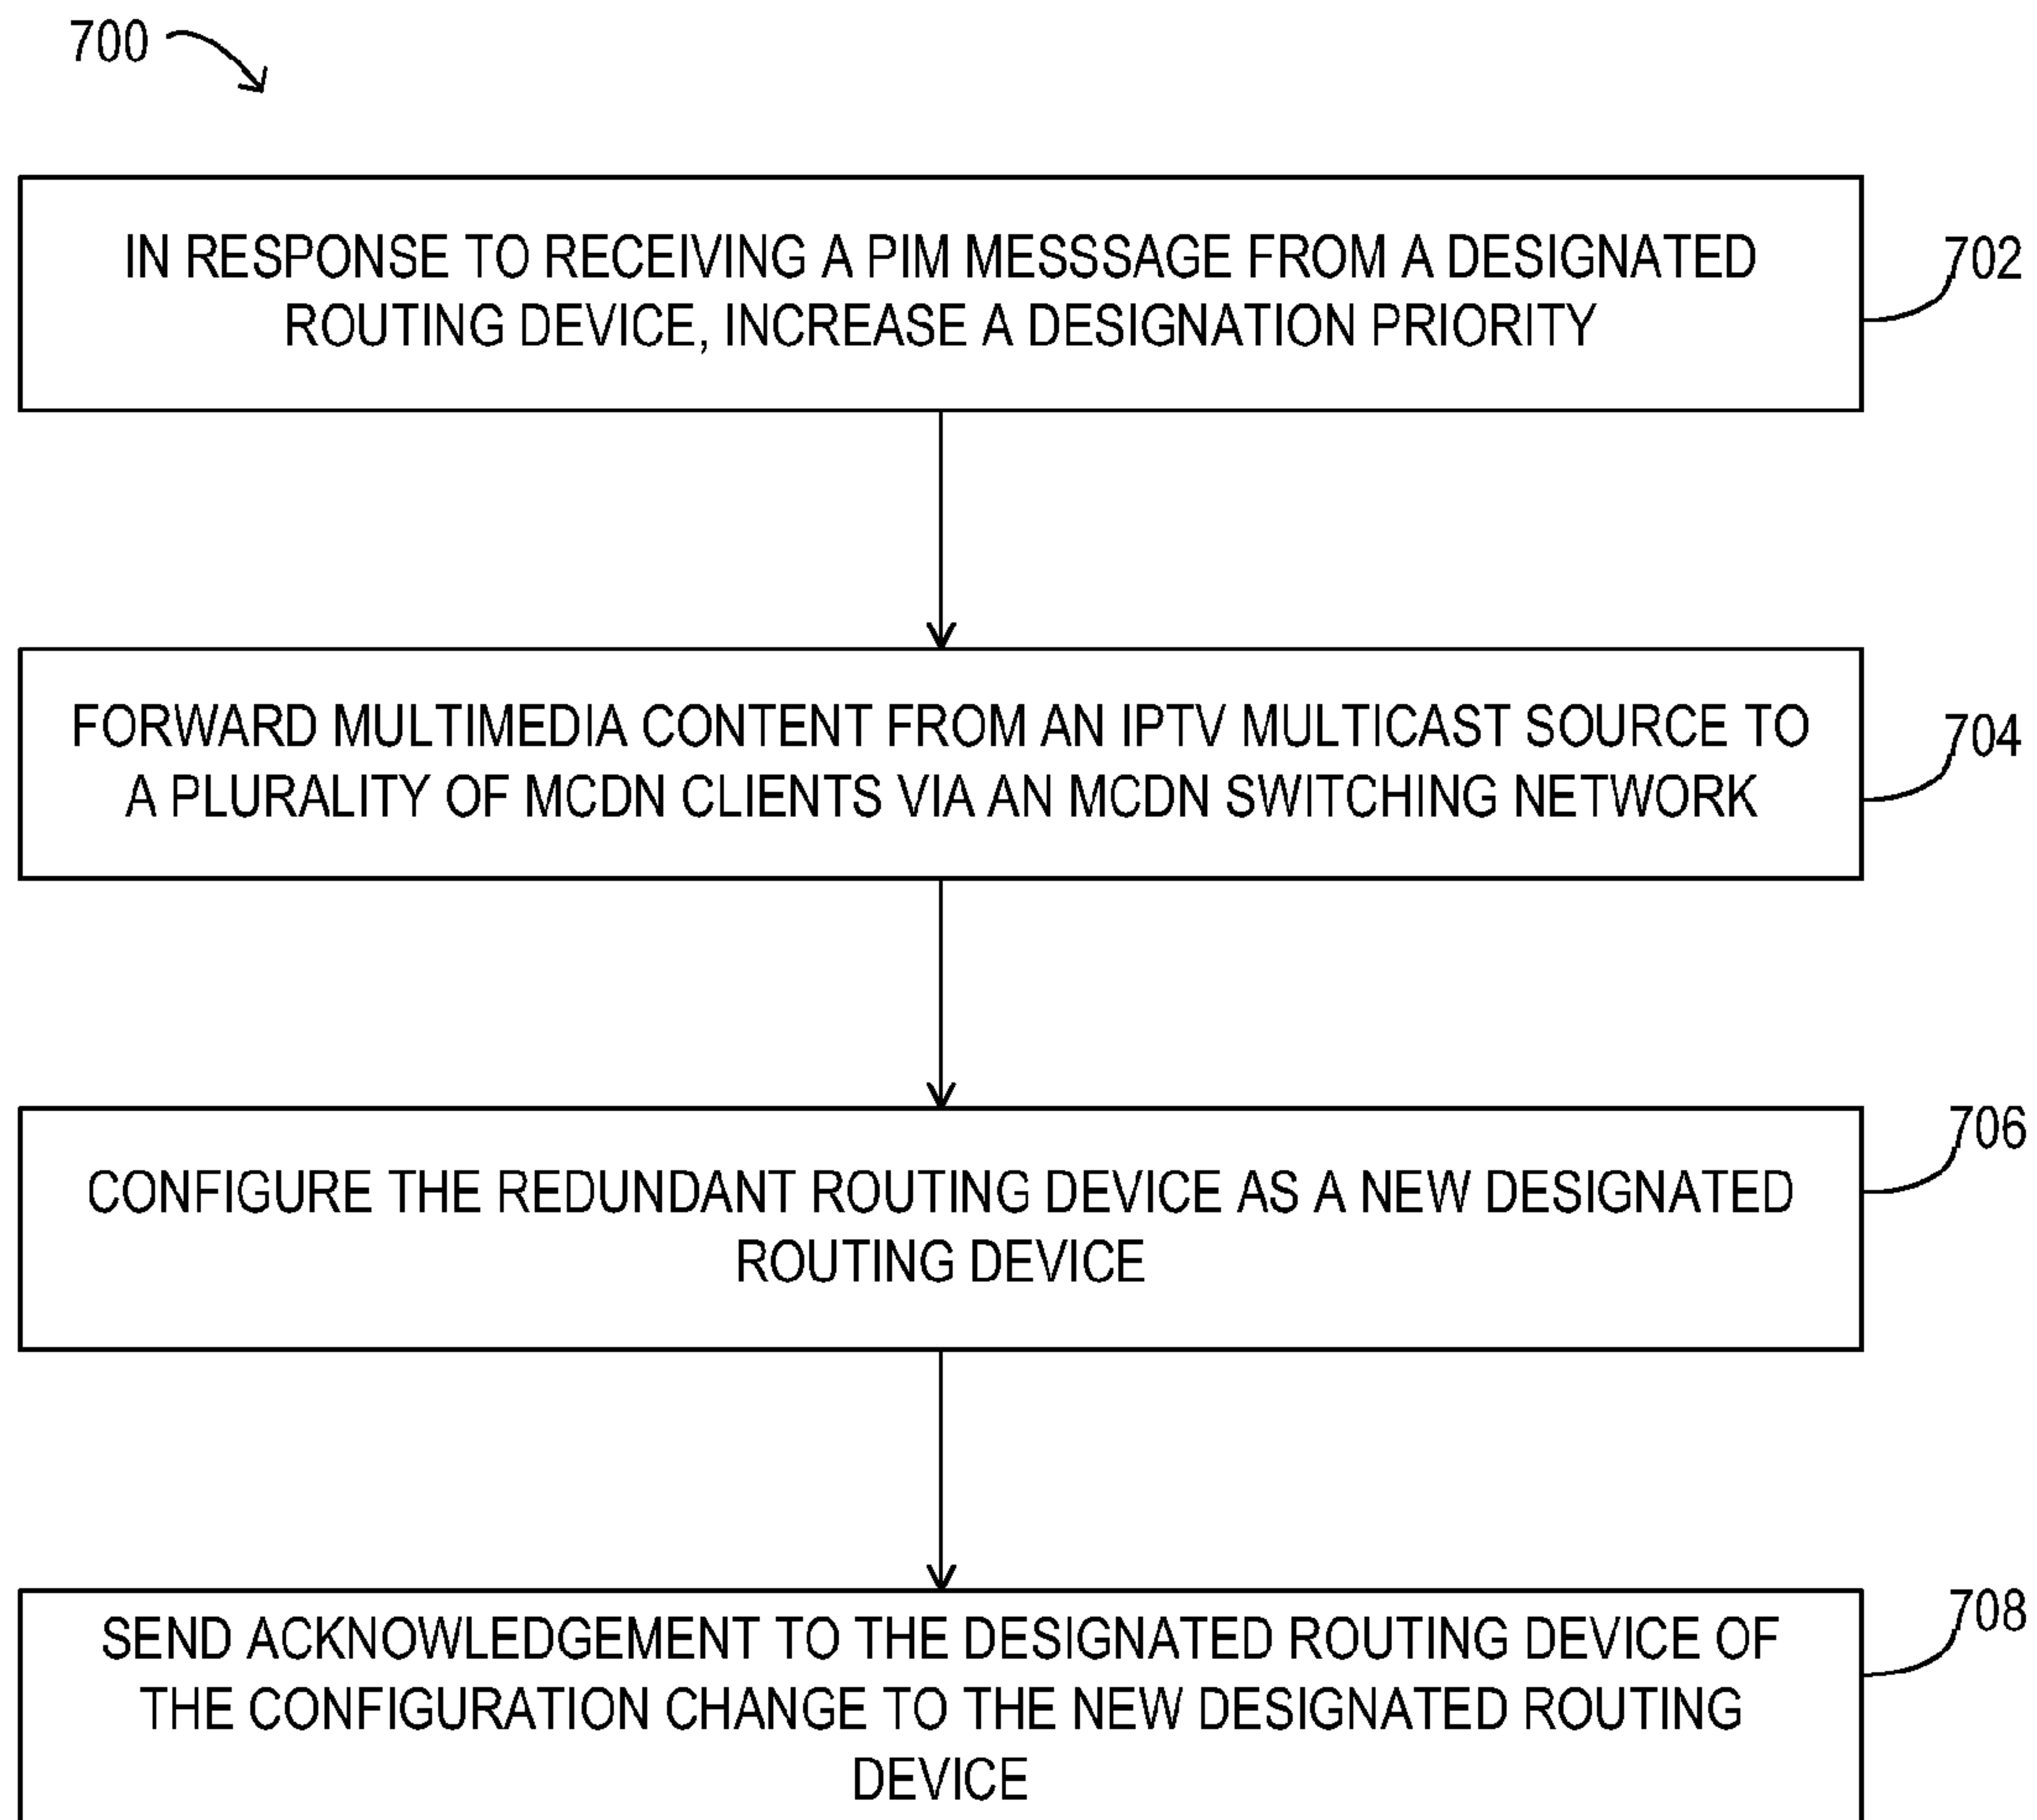 700
IN RESPONSE TO RECEIVING A PIM MESSSAGE FROM A DESIGNATED
ROUTING DEVICE, INCREASE A DESIGNATION PRIORITY
702
FORWARD MULTIMEDIA CONTENT FROM AN IPTV MULTICAST SOURCE TO
A PLURALITY OF MCDN CLIENTS VIA AN MCDN SWITCHING NETWORK
704
CONFIGURE THE REDUNDANT ROUTING DEVICE AS A NEW DESIGNATED
ROUTING DEVICE
706
SEND ACKNOWLEDGEMENT TO THE DESIGNATED ROUTING DEVICE OF
THE CONFIGURATION CHANGE TO THE NEW DESIGNATED ROUTING
DEVICE
708